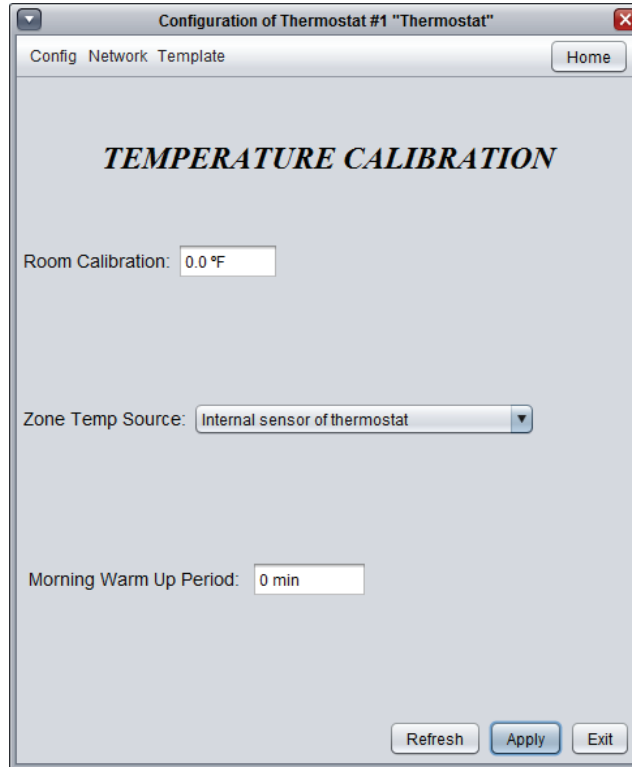 Configuration of Thermostat #1 "Thermostat"
Config Network Template Home
TEMPERATURE CALIBRATION
Room Calibration: 0.0 ºF
Zone Temp Source: Internal sensor of thermostat
Morning Warm Up Period: 0 min
Refresh Apply Exit